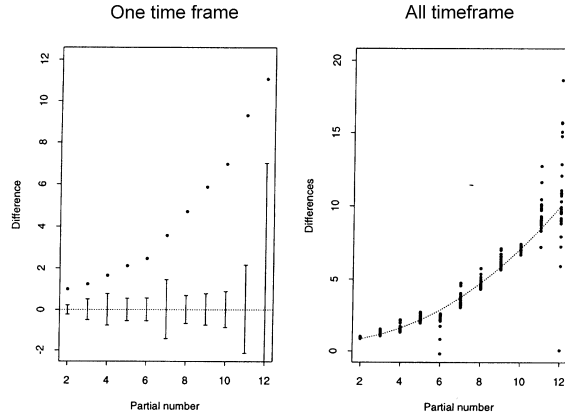 One time frame
All timeframe
Difference
12
10
8
6
4
2
0
-2
2 4 6 8 10 12
Partial number
Differences
20
15
10
5
0
2 4 6 8 10 12
Partial number